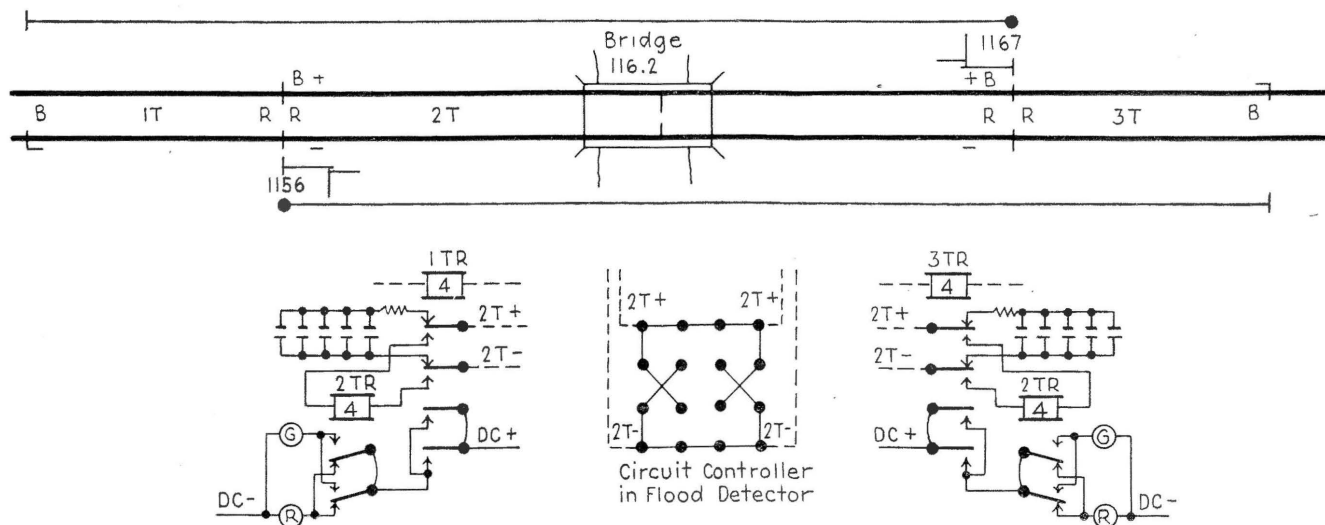 1167
Bridge
116.2
B + + B
B 1T R R 2T R R 3T B
- -
1156
1TR
4
2T+
2T-
2TR
4
DC+
G
DC-
R
2T+ 2T+
2T- 2T-
Circuit Controller
in Flood Detector
3TR
4
2T+
2T-
2TR
4
DC+
G
DC-
R